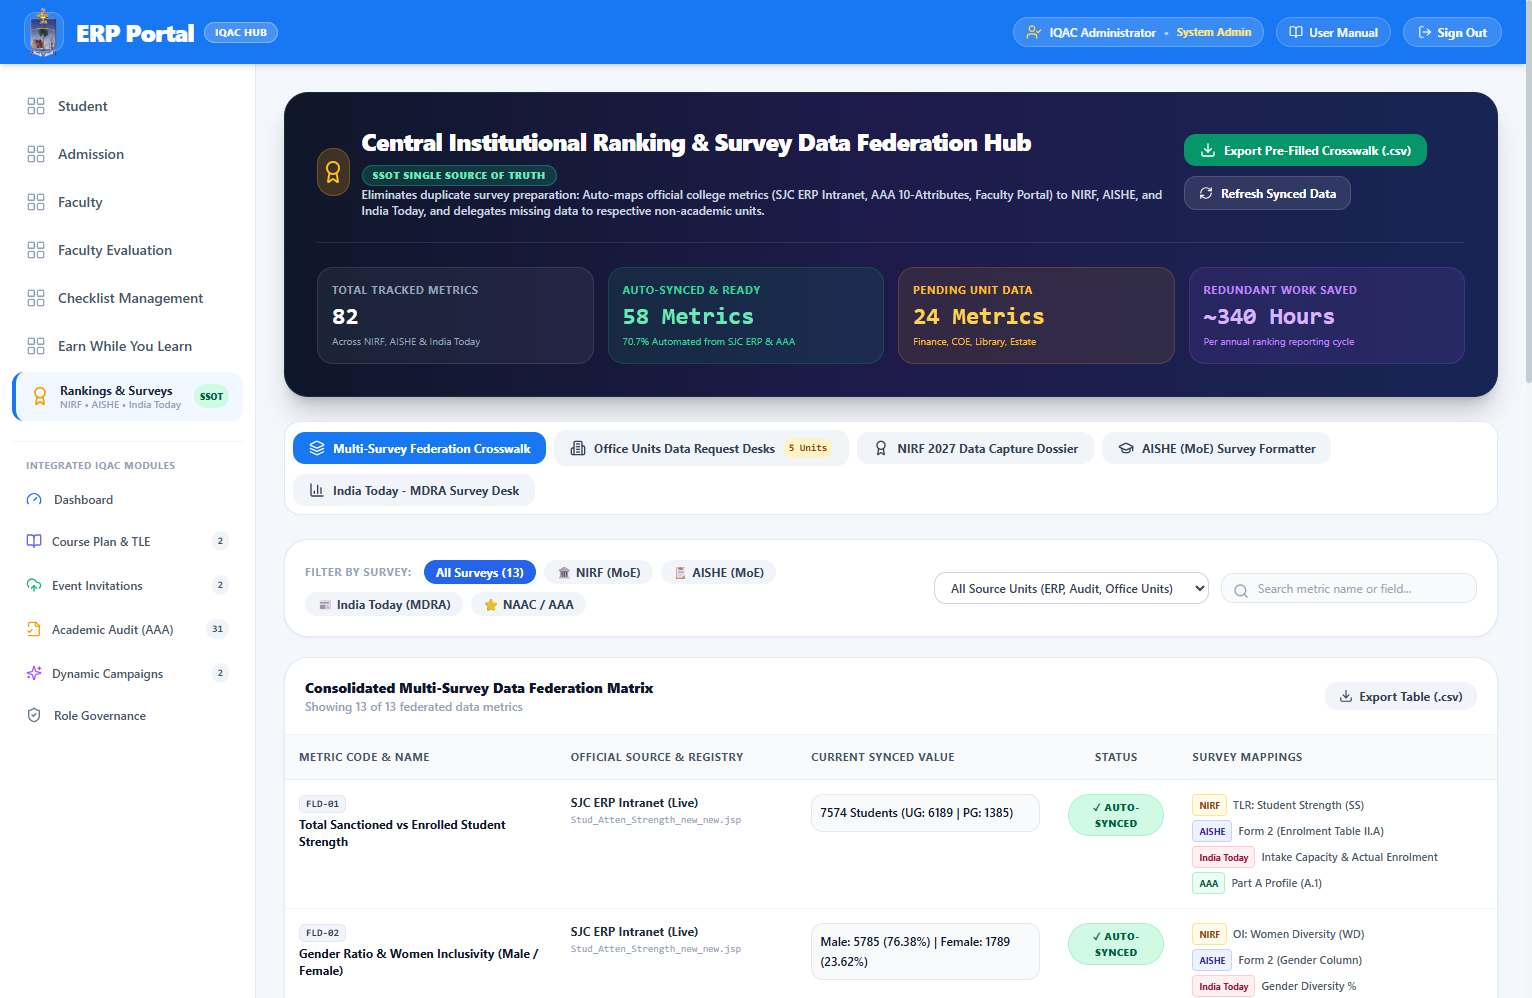 ERP Portal
IQAC HUB
IQAC Administrator • System Admin
User Manual
Sign Out
Student
Admission
Faculty
Faculty Evaluation
Checklist Management
Earn While You Learn
Rankings & Surveys
NIRF • AISHE • India Today
SSOT
INTEGRATED IQAC MODULES
Dashboard
Course Plan & TLE 2
Event Invitations 2
Academic Audit (AAA) 31
Dynamic Campaigns 2
Role Governance
Central Institutional Ranking & Survey Data Federation Hub
SSOT SINGLE SOURCE OF TRUTH
Eliminates duplicate survey preparation: Auto-maps official college metrics (SJC ERP Intranet, AAA 10-Attributes, Faculty Portal) to NIRF, AISHE, and
India Today, and delegates missing data to respective non-academic units.
Export Pre-Filled Crosswalk (.csv)
Refresh Synced Data
TOTAL TRACKED METRICS
82
Across NIRF, AISHE & India Today
AUTO-SYNCED & READY
58 Metrics
70.7% Automated from SJC ERP & AAA
PENDING UNIT DATA
24 Metrics
Finance, COE, Library, Estate
REDUNDANT WORK SAVED
~340 Hours
Per annual ranking reporting cycle
Multi-Survey Federation Crosswalk
Office Units Data Request Desks 5 Units
NIRF 2027 Data Capture Dossier
AISHE (MoE) Survey Formatter
India Today - MDRA Survey Desk
FILTER BY SURVEY:
All Surveys (13)
NIRF (MoE)
AISHE (MoE)
India Today (MDRA)
NAAC / AAA
All Source Units (ERP, Audit, Office Units)
Search metric name or field...
Consolidated Multi-Survey Data Federation Matrix
Showing 13 of 13 federated data metrics
Export Table (.csv)
METRIC CODE & NAME
OFFICIAL SOURCE & REGISTRY
CURRENT SYNCED VALUE
STATUS
SURVEY MAPPINGS
FLD-01
Total Sanctioned vs Enrolled Student
Strength
SJC ERP Intranet (Live)
Stud_Atten_Strength_new_new.jsp
7574 Students (UG: 6189 | PG: 1385)
✓ AUTO-
SYNCED
NIRF TLR: Student Strength (SS)
AISHE Form 2 (Enrolment Table II.A)
India Today Intake Capacity & Actual Enrolment
AAA Part A Profile (A.1)
FLD-02
Gender Ratio & Women Inclusivity (Male /
Female)
SJC ERP Intranet (Live)
Stud_Atten_Strength_new_new.jsp
Male: 5785 (76.38%) | Female: 1789
(23.62%)
✓ AUTO-
SYNCED
NIRF OI: Women Diversity (WD)
AISHE Form 2 (Gender Column)
India Today Gender Diversity %